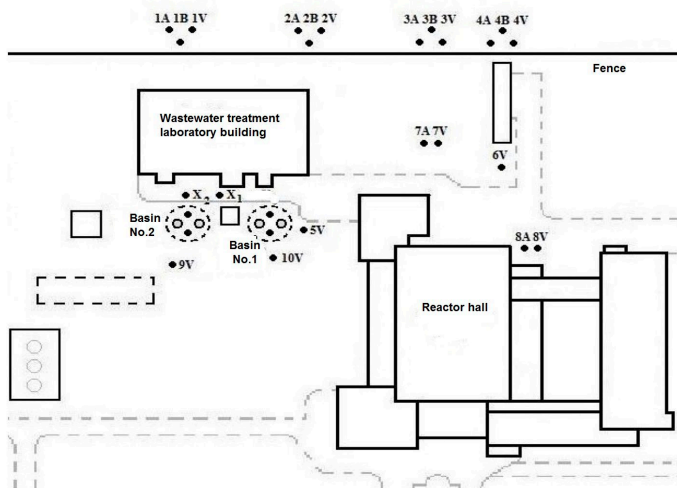 1A 1B 1V
2A 2B 2V
3A 3B 3V
4A 4B 4V
Fence
Wastewater treatment
laboratory building
7A 7V
6V
X2
X1
Basin
No.2
Basin
No.1
5V
8A 8V
9V
10V
Reactor hall